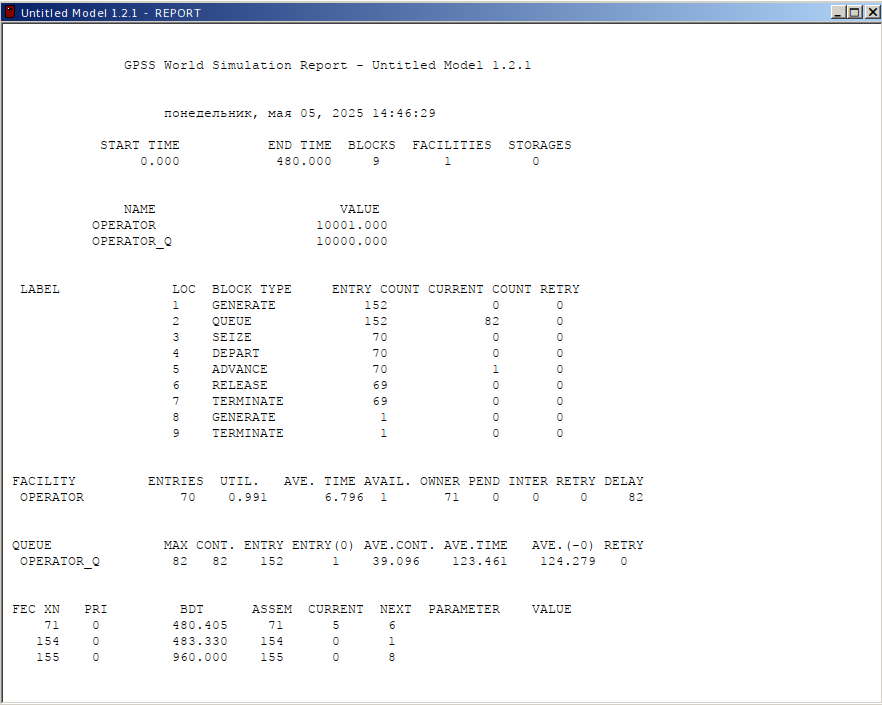 Untitled Model 1.2.1 - REPORT
GPSS World Simulation Report - Untitled Model 1.2.1
понедельник, мая 05, 2025 14:46:29
START TIME END TIME BLOCKS FACILITIES STORAGES
0.000 480.000 9 1 0
NAME VALUE
OPERATOR 10001.000
OPERATOR_Q 10000.000
LABEL LOC BLOCK TYPE ENTRY COUNT CURRENT COUNT RETRY
1 GENERATE 152 0 0
2 QUEUE 152 82 0
3 SEIZE 70 0 0
4 DEPART 70 0 0
5 ADVANCE 70 1 0
6 RELEASE 69 0 0
7 TERMINATE 69 0 0
8 GENERATE 1 0 0
9 TERMINATE 1 0 0
FACILITY ENTRIES UTIL. AVE. TIME AVAIL. OWNER PEND INTER RETRY DELAY
OPERATOR 70 0.991 6.796 1 71 0 0 0 82
QUEUE MAX CONT. ENTRY ENTRY(0) AVE.CONT. AVE.TIME AVE.(-0) RETRY
OPERATOR_Q 82 82 152 1 39.096 123.461 124.279 0
FEC XN PRI BDT ASSEM CURRENT NEXT PARAMETER VALUE
71 0 480.405 71 5 6
154 0 483.330 154 0 1
155 0 960.000 155 0 8